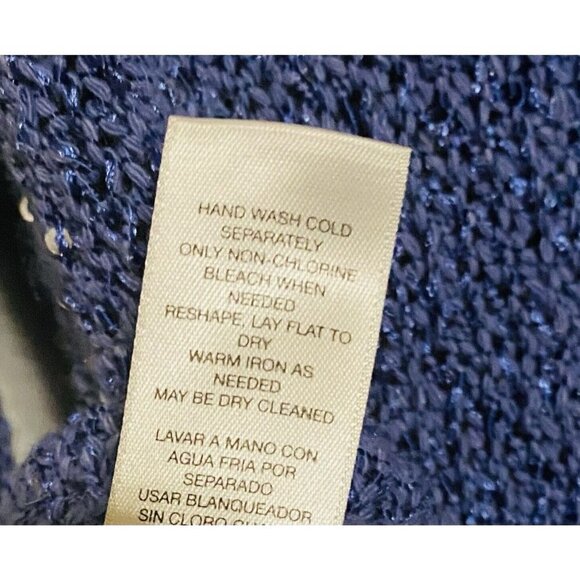 HAND WASH COLD
SEPARATELY
ONLY NON-CHLORINE
BLEACH WHEN
NEEDED
RESHAPE, LAY FLAT TO
DRY
WARM IRON AS
NEEDED
MAY BE DRY CLEANED
LAVAR A MANO CON
AGUA FRIA POR
SEPARADO
USAR BLANQUEADOR
SIN CLORO